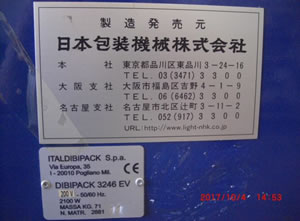 製造発売元
日本包装機械株式会社
本社 東京都品川区東品川3-24-16
TEL.03(3471)3300
大阪支社 大阪市福島区吉野4-1-9
TEL.06(6462)3300
名古屋支社 名古屋市北区辻町3-11-2
TEL.052(917)3300
URL:http://www.light-nhk.co.jp
ITALDIBIPACK S.p.a.
Via Europa, 35
I - 20010 Pogliano Mil.
DIBIPACK 3246 EV
200 V - 50/60 Hz.
2100 W
MASSA KG. 71
N. MATR. 2881
2017/10/4 14:53